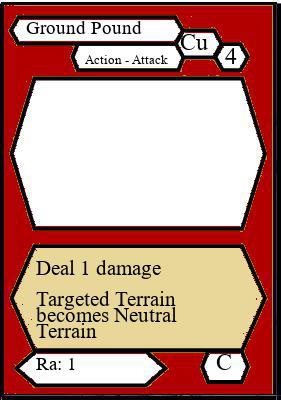 Ground Pound
Cu
Action - Attack
4
Deal 1 damage
Targeted Terrain
becomes Neutral
Terrain
Ra: 1
C